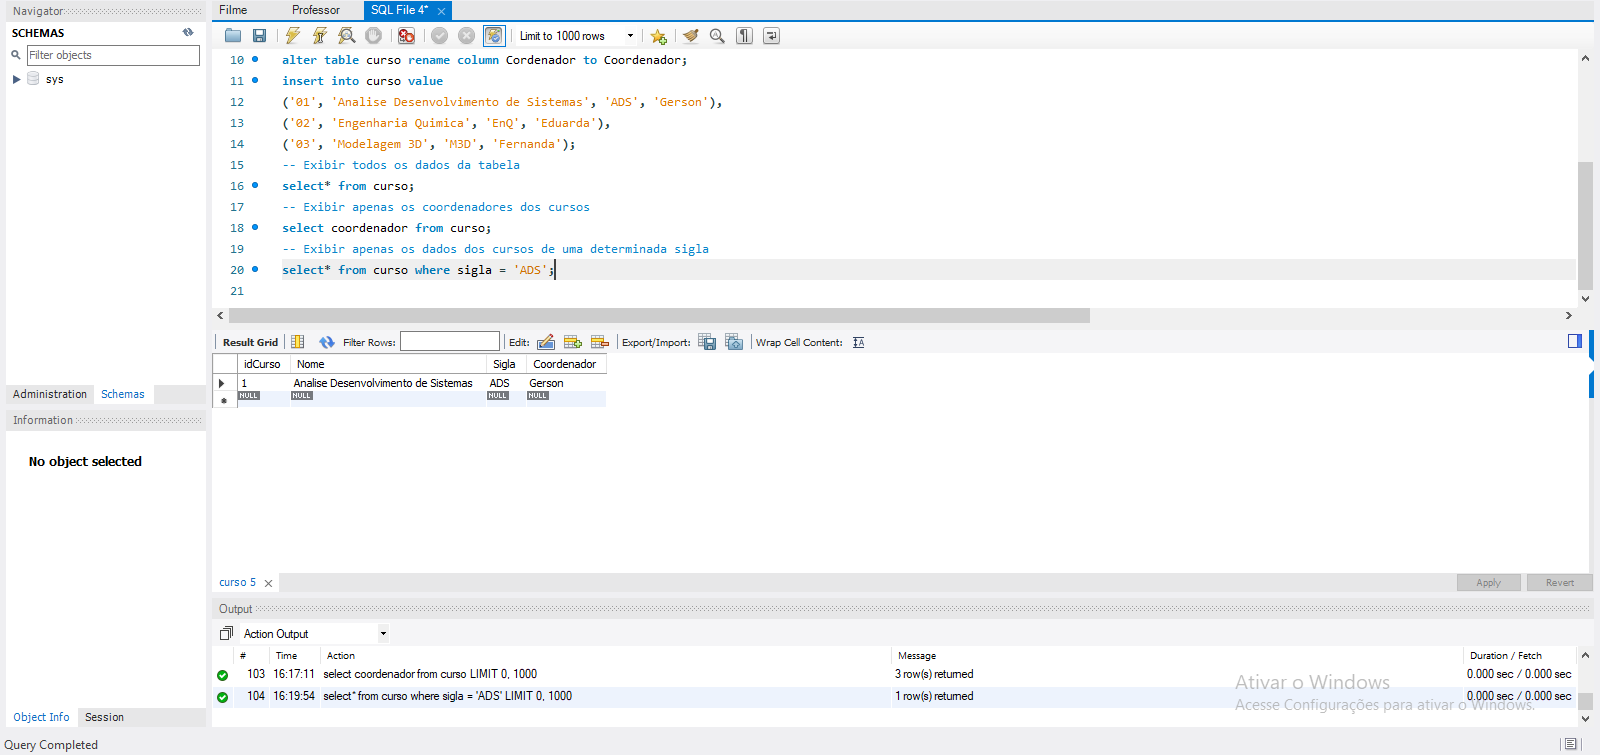 Navigator
SCHEMAS
Filter objects
sys
Administration Schemas
Information
No object selected
Object Info Session
Query Completed
Filme Professor SQL File 4*
Limit to 1000 rows
10 alter table curso rename column Cordenador to Coordenador;
11 insert into curso value
12 ('01', 'Analise Desenvolvimento de Sistemas', 'ADS', 'Gerson'),
13 ('02', 'Engenharia Quimica', 'EnQ', 'Eduarda'),
14 ('03', 'Modelagem 3D', 'M3D', 'Fernanda');
15 -- Exibir todos os dados da tabela
16 select* from curso;
17 -- Exibir apenas os coordenadores dos cursos
18 select coordenador from curso;
19 -- Exibir apenas os dados dos cursos de uma determinada sigla
20 select* from curso where sigla = 'ADS';
21
Result Grid Filter Rows: Edit: Export/Import: Wrap Cell Content:
idCurso Nome Sigla Coordenador
1 Analise Desenvolvimento de Sistemas ADS Gerson
NULL NULL NULL NULL
curso 5 Apply Revert
Output
Action Output
# Time Action Message Duration / Fetch
103 16:17:11 select coordenador from curso LIMIT 0, 1000 3 row(s) returned 0.000 sec / 0.000 sec
104 16:19:54 select* from curso where sigla = 'ADS' LIMIT 0, 1000 1 row(s) returned 0.000 sec / 0.000 sec
Ativar o Windows
Acesse Configurações para ativar o Windows.